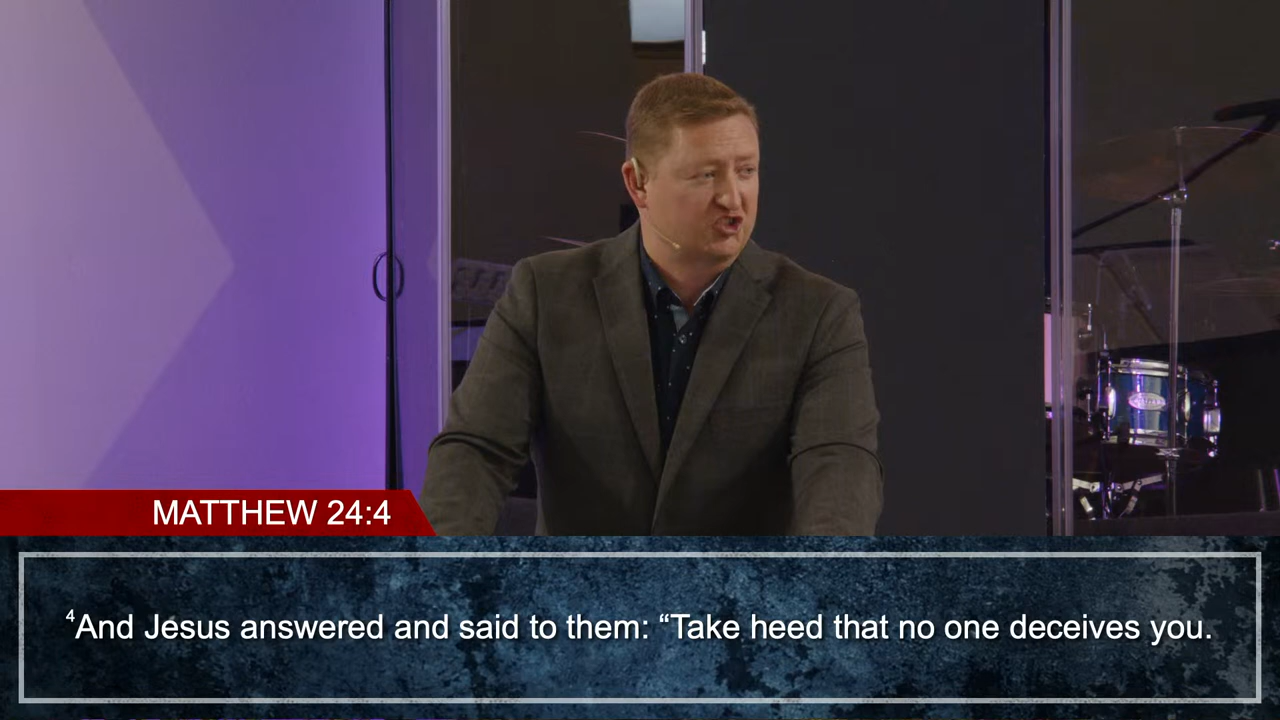 MATTHEW 24:4
⁴And Jesus answered and said to them: “Take heed that no one deceives you.